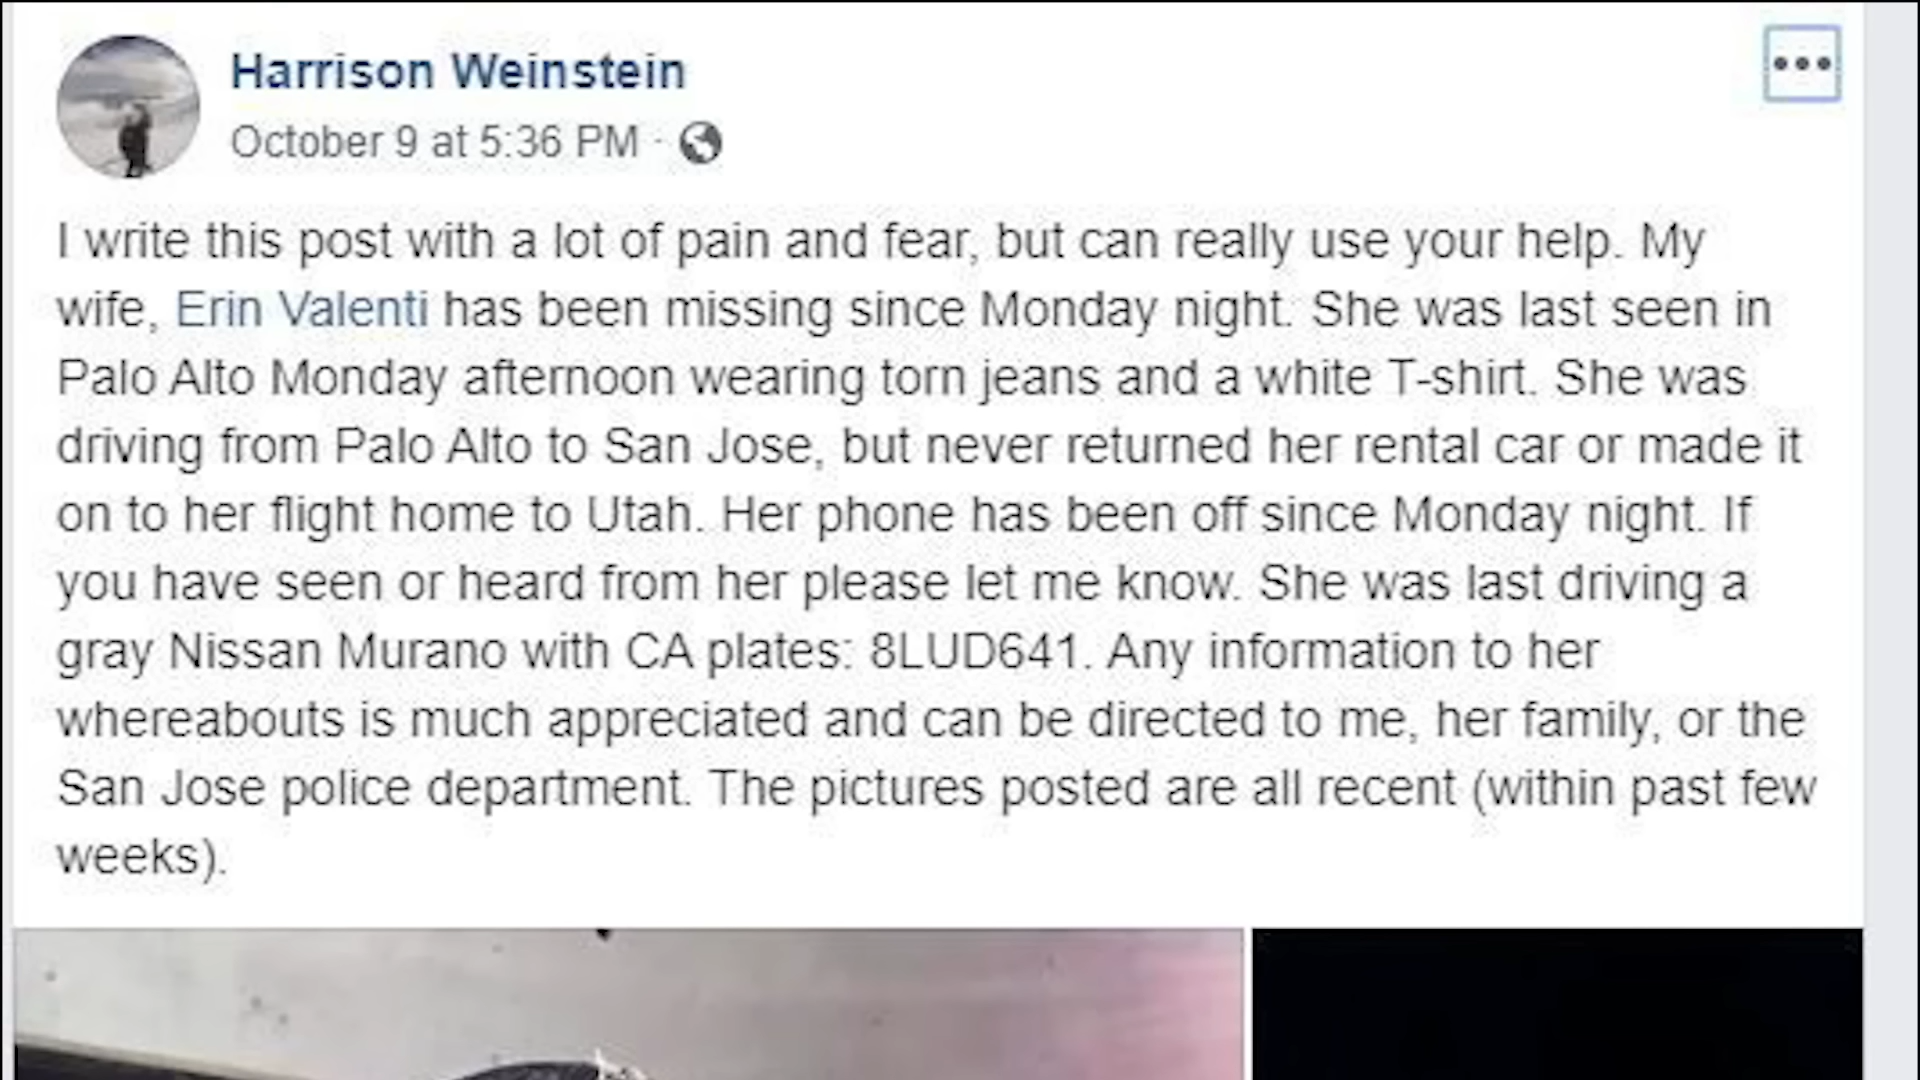 Harrison Weinstein
October 9 at 5:36 PM ·
I write this post with a lot of pain and fear, but can really use your help. My
wife, Erin Valenti has been missing since Monday night. She was last seen in
Palo Alto Monday afternoon wearing torn jeans and a white T-shirt. She was
driving from Palo Alto to San Jose, but never returned her rental car or made it
on to her flight home to Utah. Her phone has been off since Monday night. If
you have seen or heard from her please let me know. She was last driving a
gray Nissan Murano with CA plates: 8LUD641. Any information to her
whereabouts is much appreciated and can be directed to me, her family, or the
San Jose police department. The pictures posted are all recent (within past few
weeks).